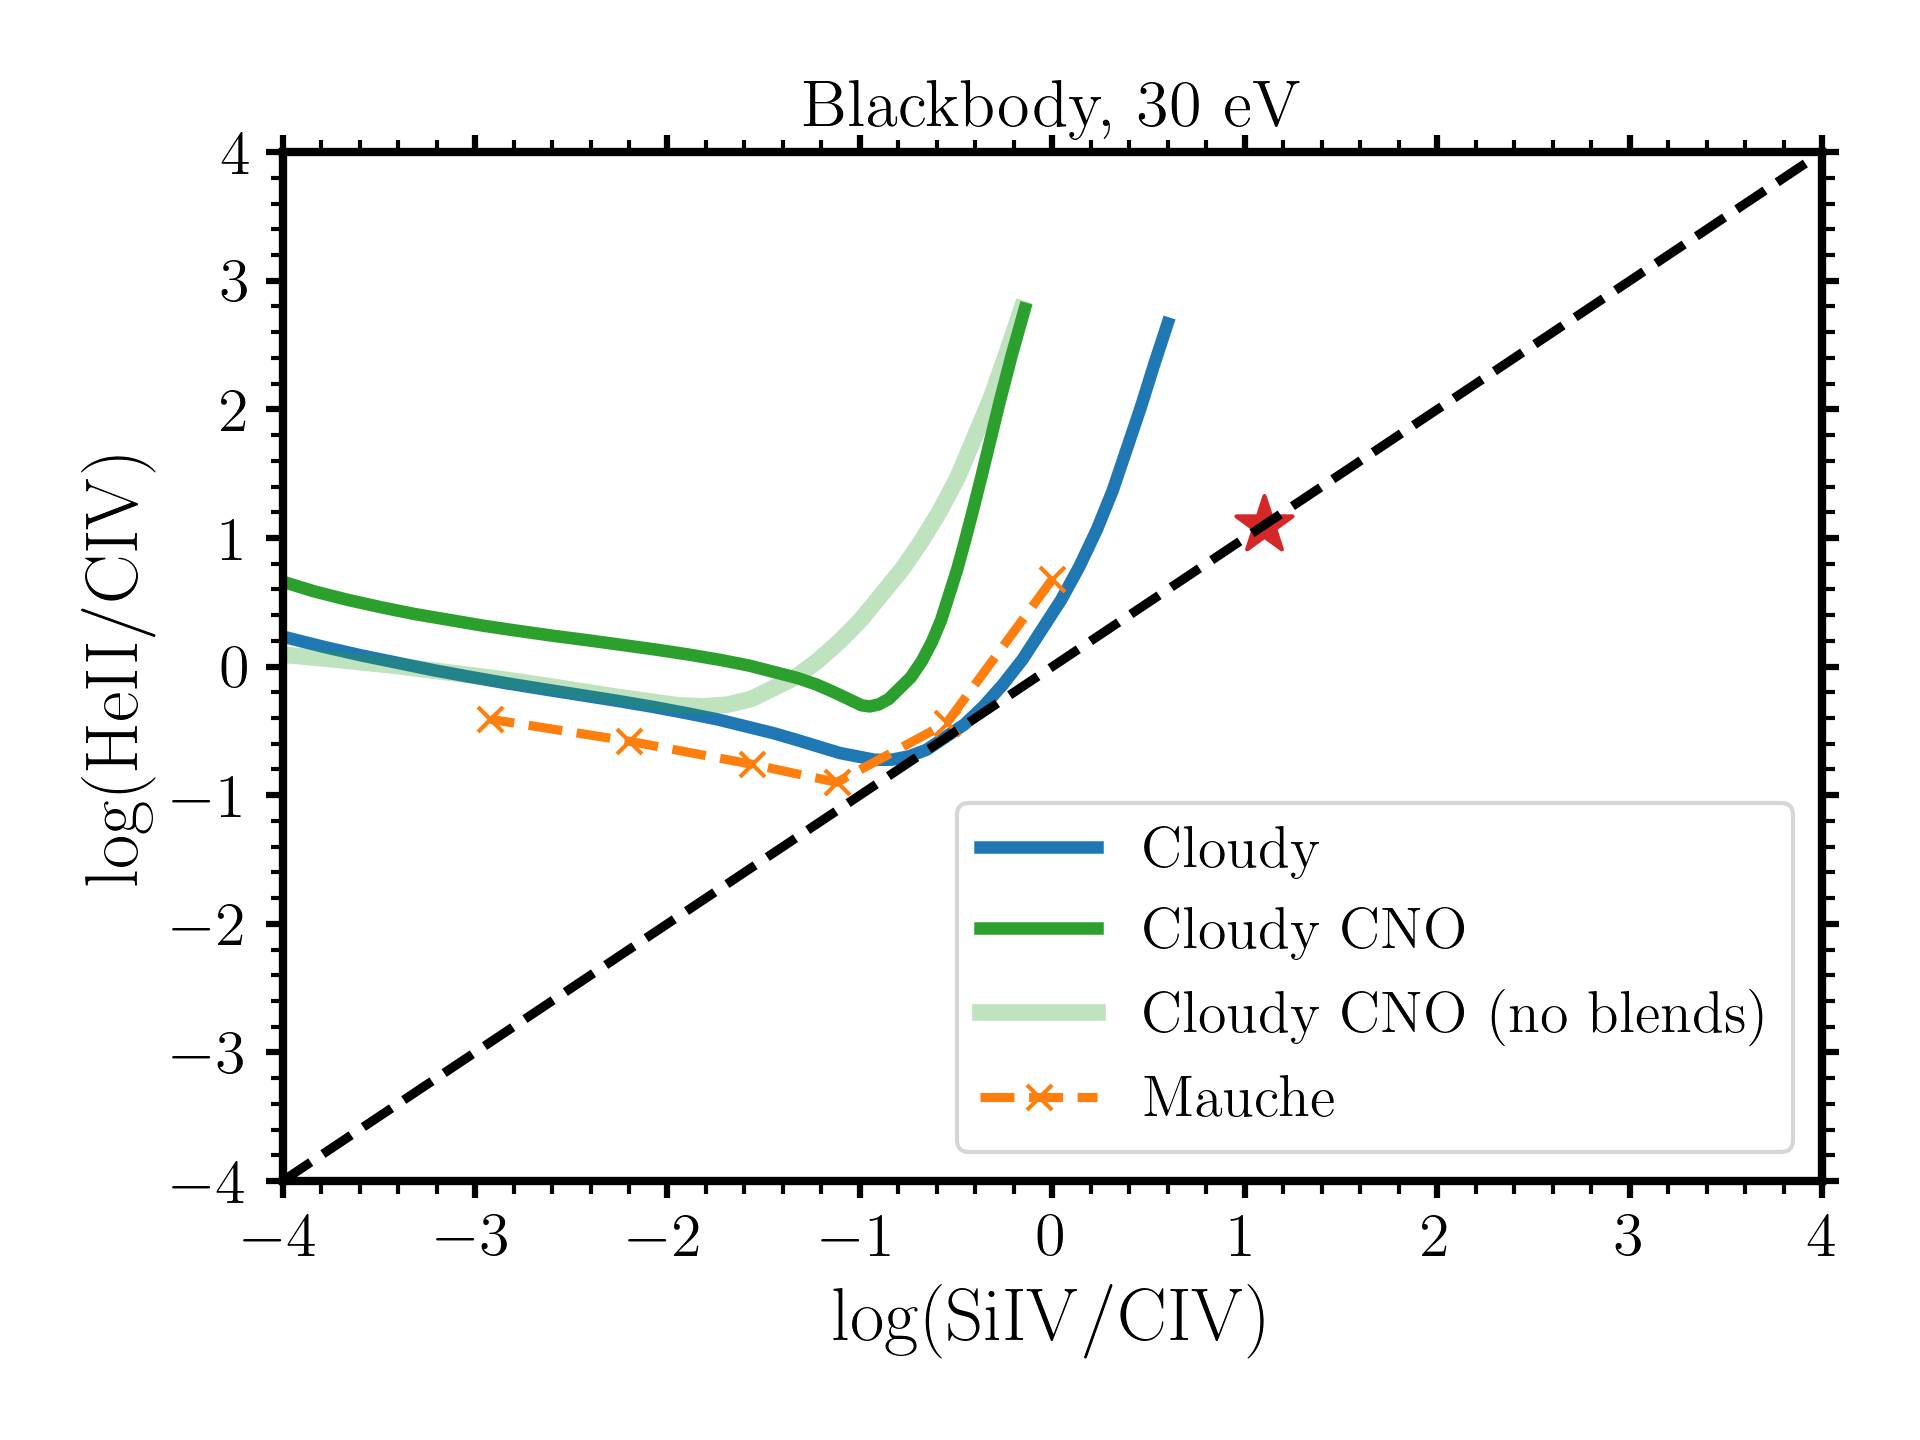 Blackbody, 30 eV
4
3
2
1
0
−1
−2
−3
−4
log(HeII/CIV)
−4 −3 −2 −1 0 1 2 3 4
log(SiIV/CIV)
Cloudy
Cloudy CNO
Cloudy CNO (no blends)
Mauche